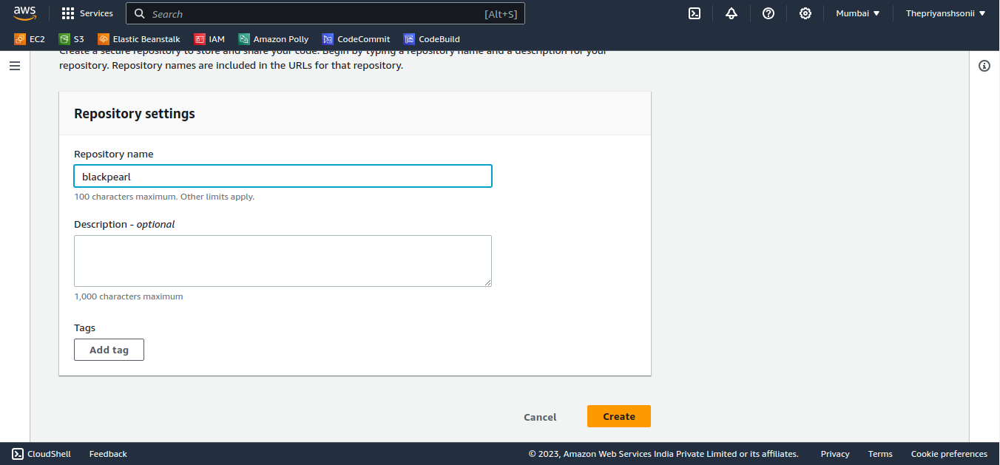 aws Services Search [Alt+S] Mumbai Thepriyanshsonii
EC2 S3 Elastic Beanstalk IAM Amazon Polly CodeCommit CodeBuild
Create a secure repository to store and share your code. Begin by typing a repository name and a description for your
repository. Repository names are included in the URLs for that repository.
Repository settings
Repository name
blackpearl
100 characters maximum. Other limits apply.
Description - optional
1,000 characters maximum
Tags
Add tag
Cancel Create
CloudShell Feedback © 2023, Amazon Web Services India Private Limited or its affiliates. Privacy Terms Cookie preferences